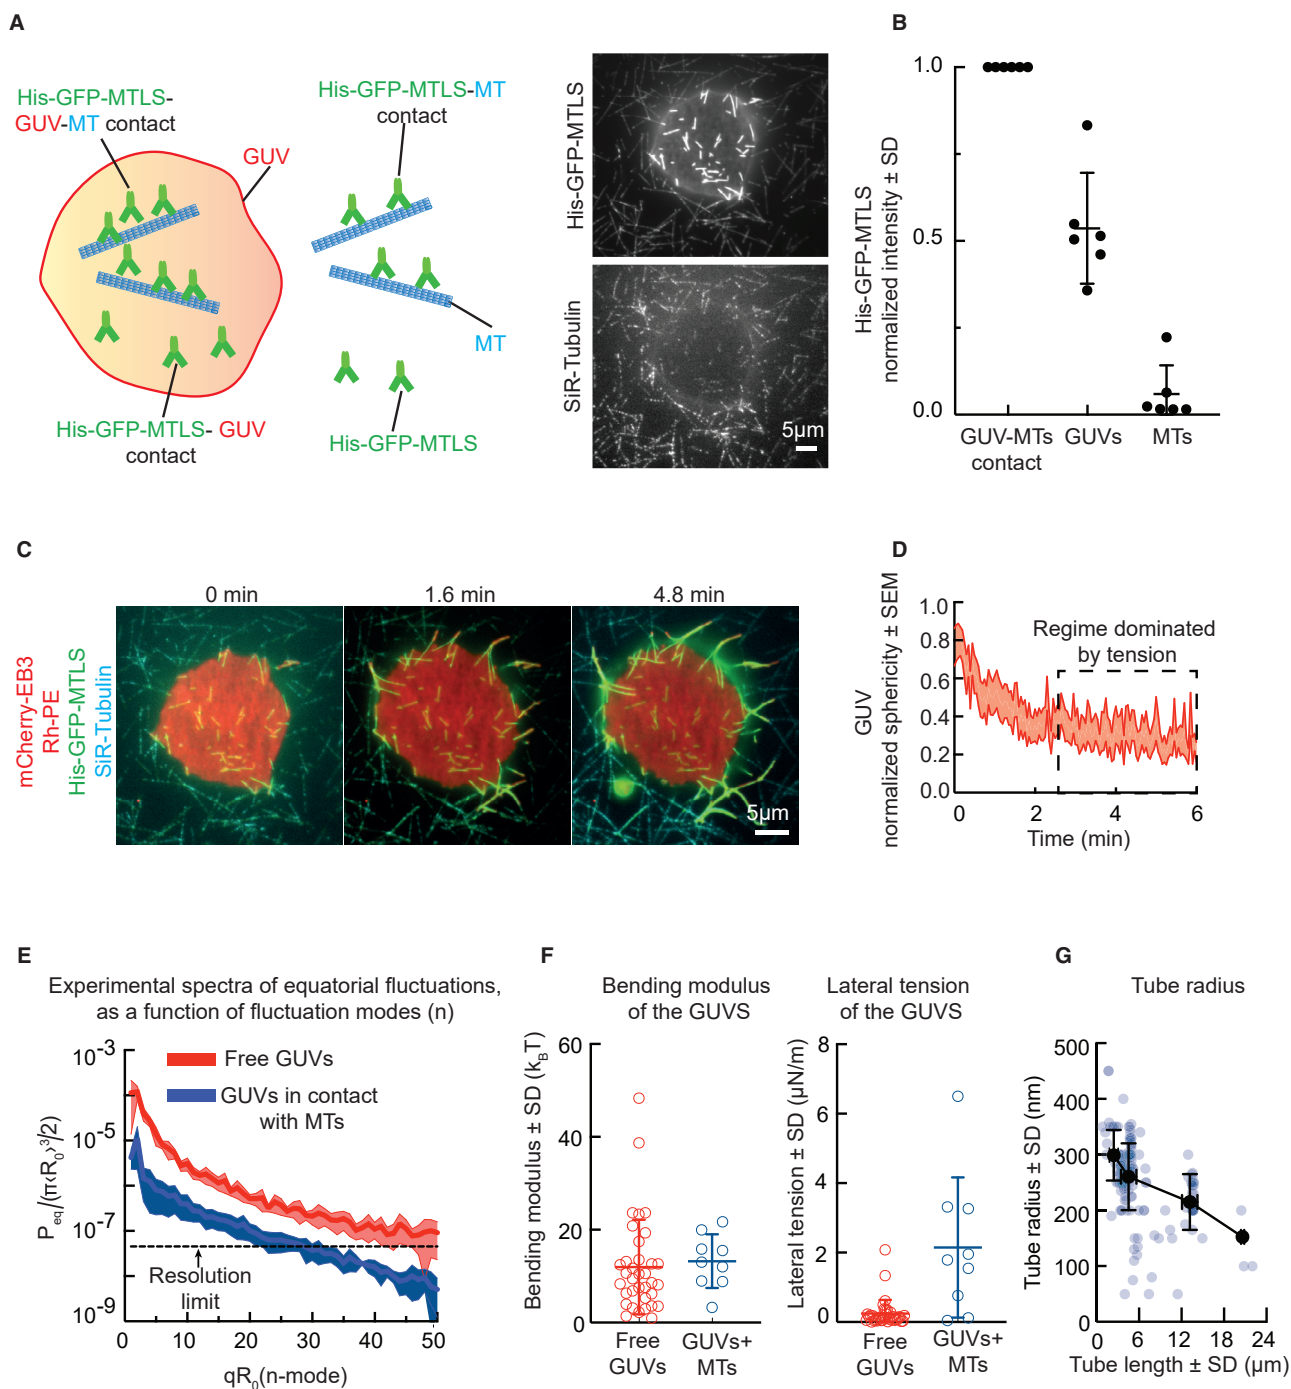 A
His-GFP-MTLS-
GUV-MT contact
GUV
His-GFP-MTLS-MT
contact
MT
His-GFP-MTLS- GUV
contact
His-GFP-MTLS
His-GFP-MTLS
SiR-Tubulin
5µm
B
His-GFP-MTLS
normalized intensity ± SD
1.0
0.5
0.0
GUV-MTs
contact
GUVs
MTs
C
mCherry-EB3
Rh-PE
His-GFP-MTLS
SiR-Tubulin
0 min
1.6 min
4.8 min
5µm
D
GUV
normalized sphericity ± SEM
1.0
0.8
0.6
0.4
0.2
0.0
Regime dominated
by tension
0
2
4
6
Time (min)
E
Experimental spectra of equatorial fluctuations,
as a function of fluctuation modes (n)
Free GUVs
GUVs in contact
with MTs
P_eq/(π‹R_0›^3/2)
10^-3
10^-5
10^-7
10^-9
Resolution
limit
0 10 20 30 40 50
qR_0(n-mode)
F
Bending modulus
of the GUVS
Bending modulus ± SD (k_BT)
60
40
20
0
Free
GUVs
GUVs+
MTs
Lateral tension
of the GUVS
Lateral tension ± SD (µN/m)
8
6
4
2
0
Free
GUVs
GUVs+
MTs
G
Tube radius
Tube radius ± SD (nm)
500
400
300
200
100
0
0 6 12 18 24
Tube length ± SD (µm)